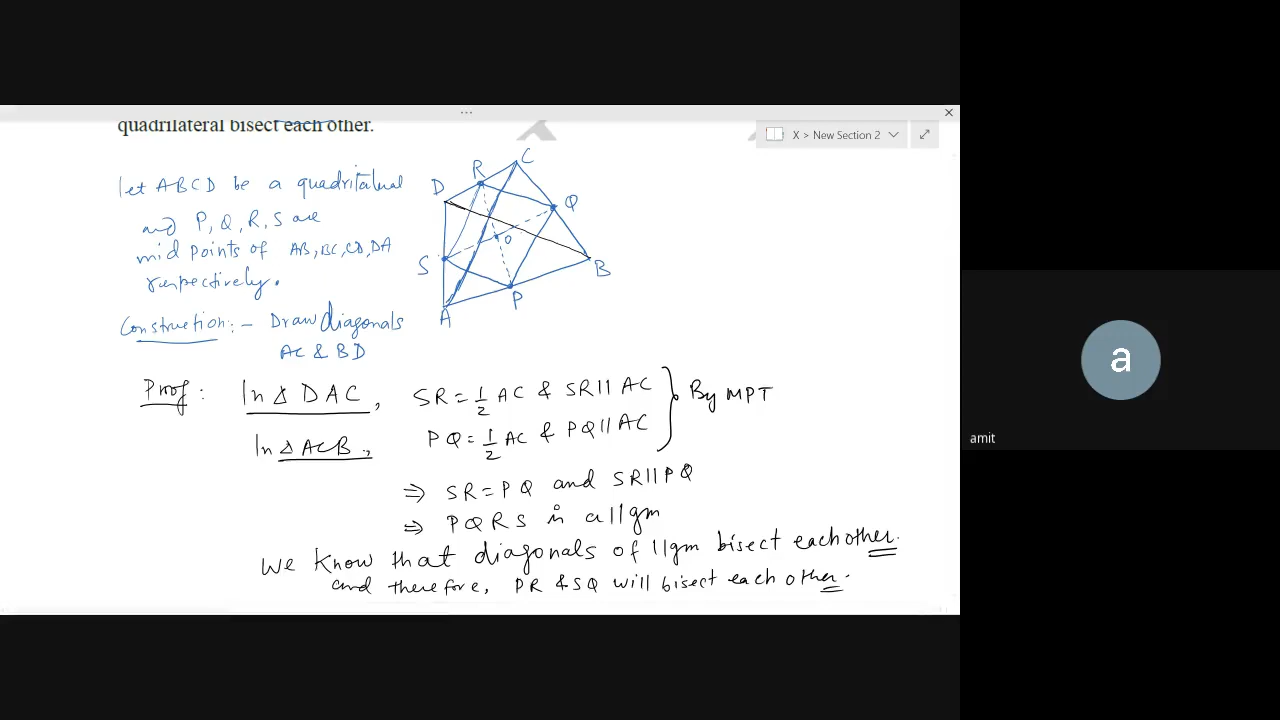 quadrilateral bisect each other.
X > New Section 2
let ABCD be a quadrilatual
and P, Q, R, S are
mid points of AB, BC, CD, DA
respectively.
Construction:- Draw diagonals
AC & BD
D
R
C
Q
S
O
B
A
P
Prof : In Δ DAC, SR = 1/2 AC & SR || AC
In Δ ACB, PQ = 1/2 AC & PQ || AC
By MPT
⇒ SR = PQ and SR || PQ
⇒ PQRS is a ||gm
We know that diagonals of ||gm bisect each other.
and therefore, PR & SQ will bisect each other.
a
amit